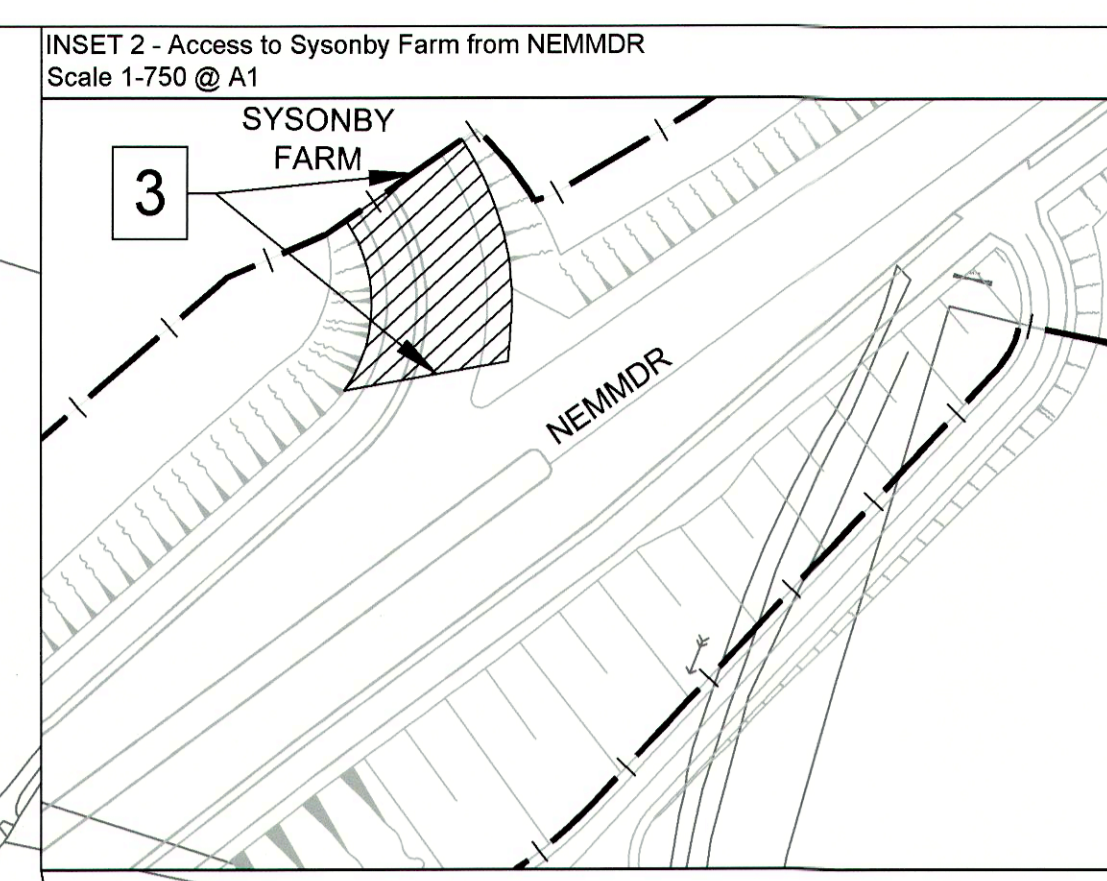 INSET 2 - Access to Sysonby Farm from NEMMDR
Scale 1-750 @ A1
SYSONBY
FARM
3
NEMMDR